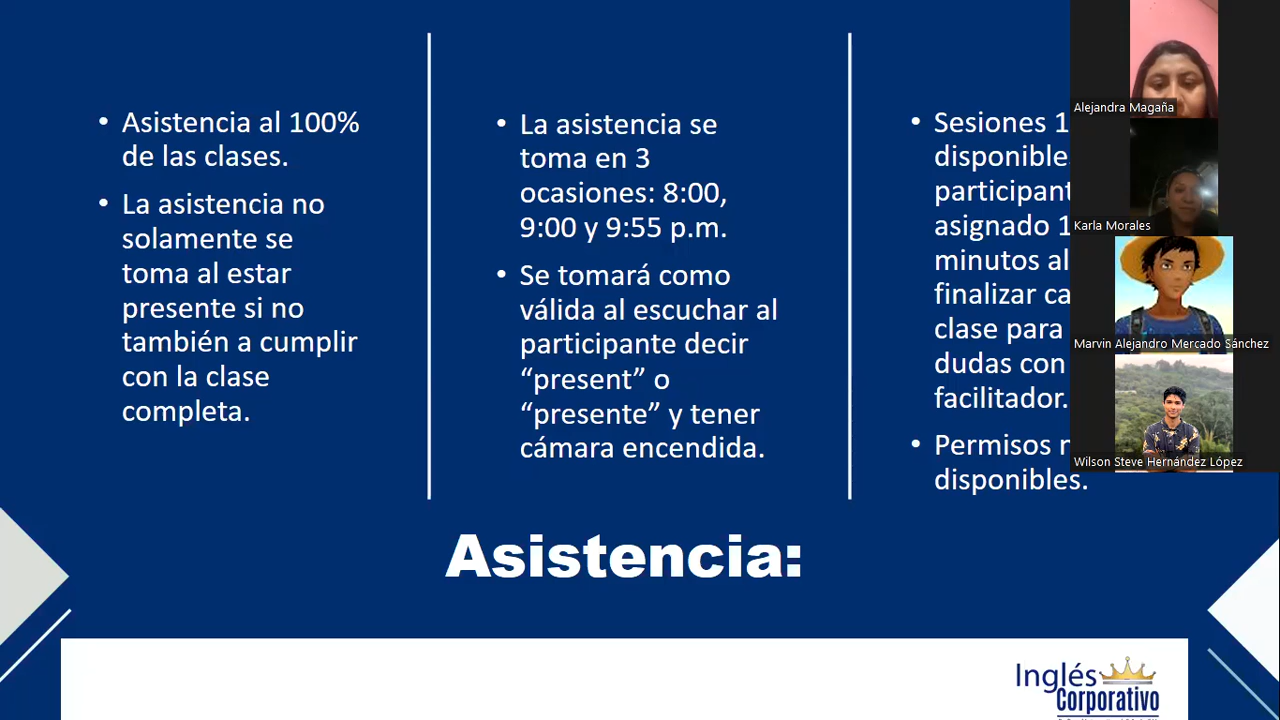 • Asistencia al 100%
de las clases.
• La asistencia no
solamente se
toma al estar
presente si no
también a cumplir
con la clase
completa.
• La asistencia se
toma en 3
ocasiones: 8:00,
9:00 y 9:55 p.m.
• Se tomará como
válida al escuchar al
participante decir
“present” o
“presente” y tener
cámara encendida.
• Sesiones 1
disponible
participant
asignado 1
minutos al
finalizar ca
clase para
dudas con
facilitador.
• Permisos
disponibles.
Asistencia:
Alejandra Magaña
Karla Morales
Marvin Alejandro Mercado Sánchez
Wilson Steve Hernández López
Inglés
Corporativo